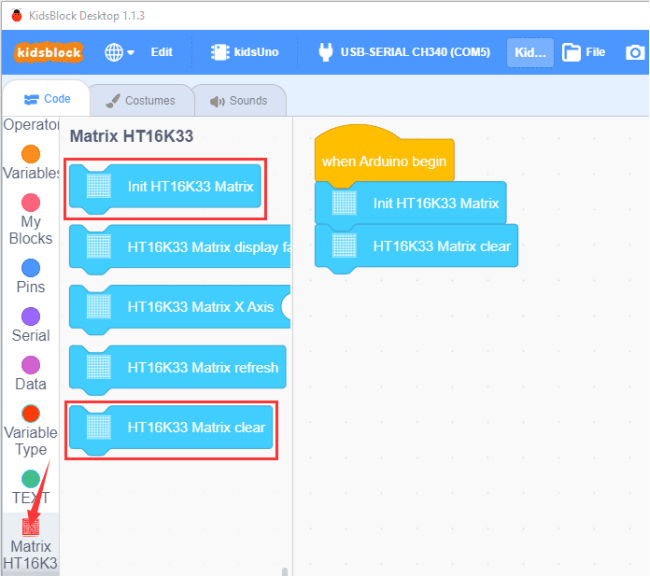 KidsBlock Desktop 1.1.3
kidsblock Edit kidsUno USB-SERIAL CH340 (COM5) Kid... File
Code Costumes Sounds
Operator
Variables
My
Blocks
Pins
Serial
Data
Variable
Type
TEXT
Matrix
HT16K3
Matrix HT16K33
Init HT16K33 Matrix
HT16K33 Matrix display fa
HT16K33 Matrix X Axis
HT16K33 Matrix refresh
HT16K33 Matrix clear
when Arduino begin
Init HT16K33 Matrix
HT16K33 Matrix clear